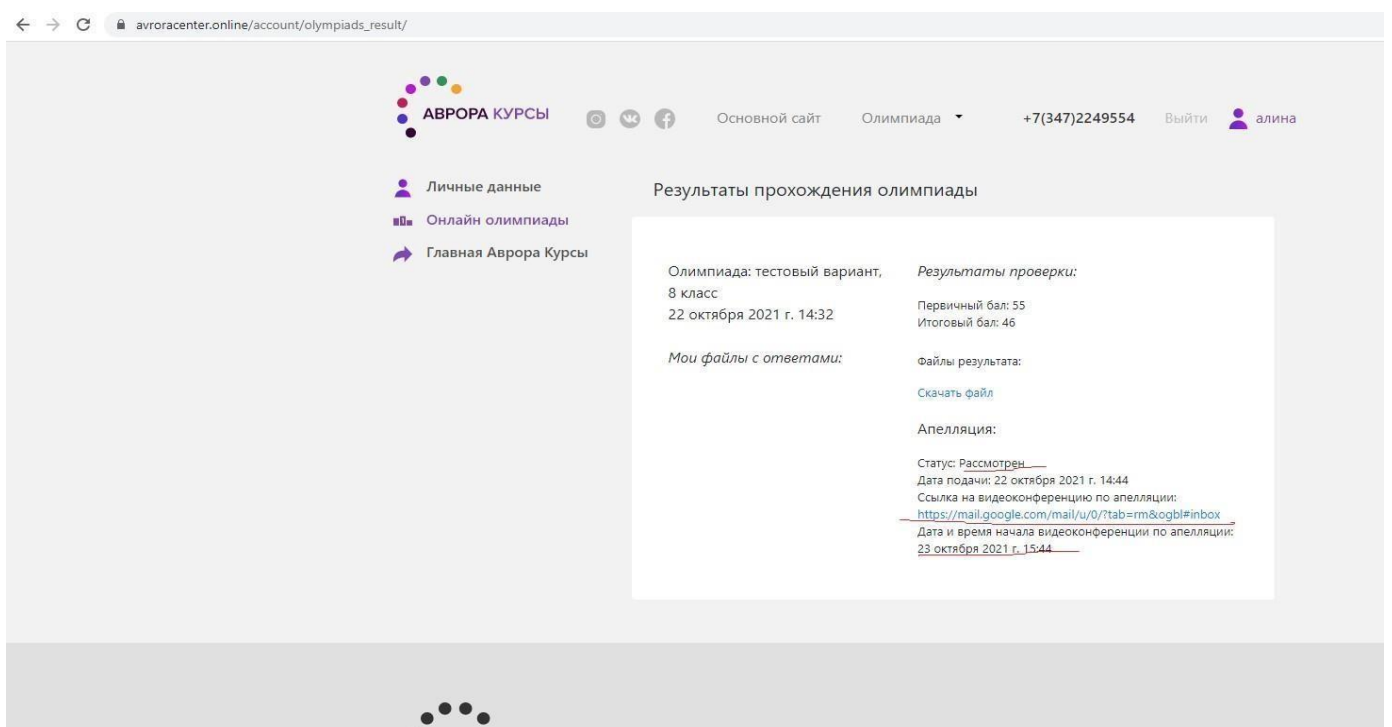 avroracenter.online/account/olympiads_result/
АВРОРА КУРСЫ
Основной сайт
Олимпиада
+7(347)2249554
Выйти
алина
Личные данные
Онлайн олимпиады
Главная Аврора Курсы
Результаты прохождения олимпиады
Олимпиада: тестовый вариант,
8 класс
22 октября 2021 г. 14:32
Мои файлы с ответами:
Результаты проверки:
Первичный бал: 55
Итоговый бал: 46
Файлы результата:
Скачать файл
Апелляция:
Статус: Рассмотрен
Дата подачи: 22 октября 2021 г. 14:44
Ссылка на видеоконференцию по апелляции:
https://mail.google.com/mail/u/0/?tab=rm&ogbl#inbox
Дата и время начала видеоконференции по апелляции:
23 октября 2021 г. 15:44